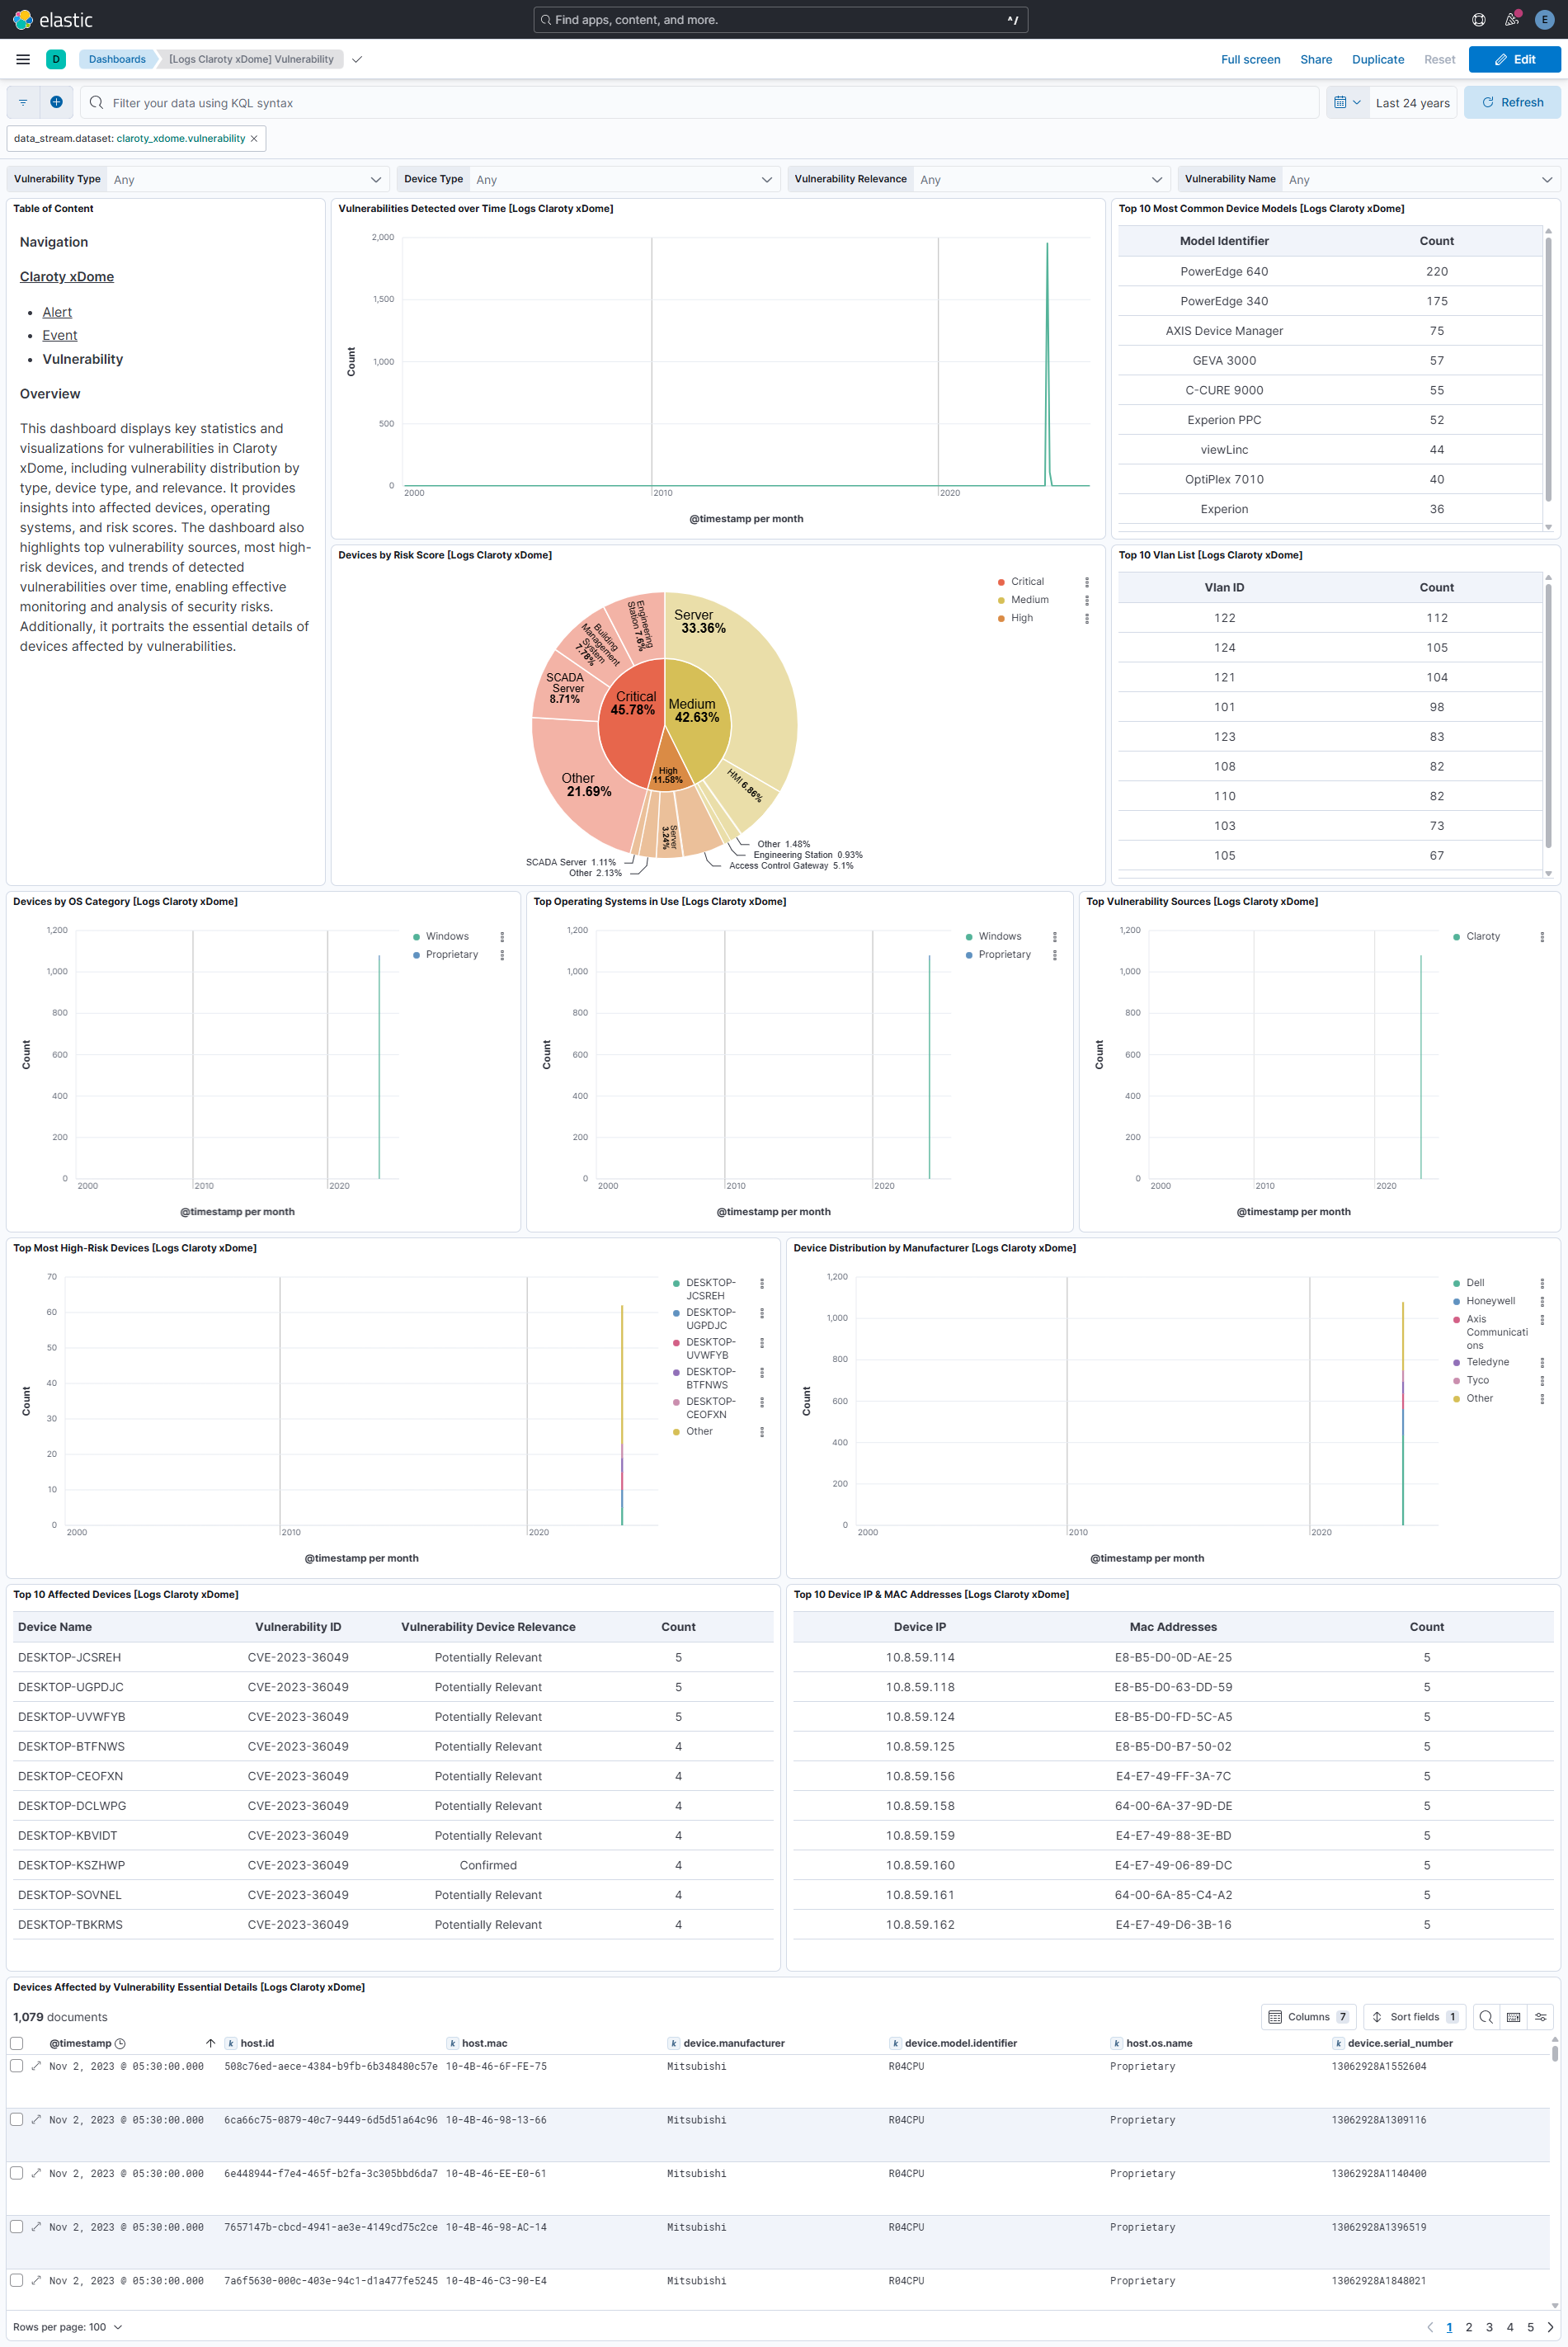 elastic
Find apps, content, and more.
^/
E
D
Dashboards
[Logs Claroty xDome] Vulnerability
Full screen
Share
Duplicate
Reset
Edit
Filter your data using KQL syntax
Last 24 years
Refresh
data_stream.dataset: claroty_xdome.vulnerability
Vulnerability Type Any
Device Type Any
Vulnerability Relevance Any
Vulnerability Name Any
Table of Content
Navigation
Claroty xDome
Alert
Event
Vulnerability
Overview
This dashboard displays key statistics and
visualizations for vulnerabilities in Claroty
xDome, including vulnerability distribution by
type, device type, and relevance. It provides
insights into affected devices, operating
systems, and risk scores. The dashboard also
highlights top vulnerability sources, most high-
risk devices, and trends of detected
vulnerabilities over time, enabling effective
monitoring and analysis of security risks.
Additionally, it portraits the essential details of
devices affected by vulnerabilities.
Vulnerabilities Detected over Time [Logs Claroty xDome]
2,000
1,500
1,000
500
0
Count
2000
2010
2020
@timestamp per month
Top 10 Most Common Device Models [Logs Claroty xDome]
Model Identifier Count
PowerEdge 640 220
PowerEdge 340 175
AXIS Device Manager 75
GEVA 3000 57
C-CURE 9000 55
Experion PPC 52
viewLinc 44
OptiPlex 7010 40
Experion 36
Devices by Risk Score [Logs Claroty xDome]
Critical
Medium
High
Server
33.36%
Engineering
Station 7.6%
Building
Management
System
7.78%
SCADA
Server
8.71%
Critical
45.78%
Medium
42.63%
High
11.58%
Other
21.69%
HMI 6.86%
Server
3.24%
Other 1.48%
Engineering Station 0.93%
Access Control Gateway 5.1%
SCADA Server 1.11%
Other 2.13%
Top 10 Vlan List [Logs Claroty xDome]
Vlan ID Count
122 112
124 105
121 104
101 98
123 83
108 82
110 82
103 73
105 67
Devices by OS Category [Logs Claroty xDome]
1,200
1,000
800
600
400
200
0
Count
2000
2010
2020
@timestamp per month
Windows
Proprietary
Top Operating Systems in Use [Logs Claroty xDome]
1,200
1,000
800
600
400
200
0
Count
2000
2010
2020
@timestamp per month
Windows
Proprietary
Top Vulnerability Sources [Logs Claroty xDome]
1,200
1,000
800
600
400
200
0
Count
2000
2010
2020
@timestamp per month
Claroty
Top Most High-Risk Devices [Logs Claroty xDome]
70
60
50
40
30
20
10
0
Count
2000
2010
2020
@timestamp per month
DESKTOP-
JCSREH
DESKTOP-
UGPDJC
DESKTOP-
UVWFYB
DESKTOP-
BTFNWS
DESKTOP-
CEOFXN
Other
Device Distribution by Manufacturer [Logs Claroty xDome]
1,200
1,000
800
600
400
200
0
Count
2000
2010
2020
@timestamp per month
Dell
Honeywell
Axis
Communicati
ons
Teledyne
Tyco
Other
Top 10 Affected Devices [Logs Claroty xDome]
Device Name Vulnerability ID Vulnerability Device Relevance Count
DESKTOP-JCSREH CVE-2023-36049 Potentially Relevant 5
DESKTOP-UGPDJC CVE-2023-36049 Potentially Relevant 5
DESKTOP-UVWFYB CVE-2023-36049 Potentially Relevant 5
DESKTOP-BTFNWS CVE-2023-36049 Potentially Relevant 4
DESKTOP-CEOFXN CVE-2023-36049 Potentially Relevant 4
DESKTOP-DCLWPG CVE-2023-36049 Potentially Relevant 4
DESKTOP-KBVIDT CVE-2023-36049 Potentially Relevant 4
DESKTOP-KSZHWP CVE-2023-36049 Confirmed 4
DESKTOP-SOVNEL CVE-2023-36049 Potentially Relevant 4
DESKTOP-TBKRMS CVE-2023-36049 Potentially Relevant 4
Top 10 Device IP & MAC Addresses [Logs Claroty xDome]
Device IP Mac Addresses Count
10.8.59.114 E8-B5-D0-0D-AE-25 5
10.8.59.118 E8-B5-D0-63-DD-59 5
10.8.59.124 E8-B5-D0-FD-5C-A5 5
10.8.59.125 E8-B5-D0-B7-50-02 5
10.8.59.156 E4-E7-49-FF-3A-7C 5
10.8.59.158 64-00-6A-37-9D-DE 5
10.8.59.159 E4-E7-49-88-3E-BD 5
10.8.59.160 E4-E7-49-06-89-DC 5
10.8.59.161 64-00-6A-85-C4-A2 5
10.8.59.162 E4-E7-49-D6-3B-16 5
Devices Affected by Vulnerability Essential Details [Logs Claroty xDome]
1,079 documents
Columns 7
Sort fields 1
@timestamp k host.id k host.mac k device.manufacturer k device.model.identifier k host.os.name k device.serial_number
Nov 2, 2023 @ 05:30:00.000 508c76ed-aece-4384-b9fb-6b348480c57e 10-4B-46-6F-FE-75 Mitsubishi R04CPU Proprietary 13062928A1552604
Nov 2, 2023 @ 05:30:00.000 6ca66c75-0879-40c7-9449-6d5d51a64c96 10-4B-46-98-13-66 Mitsubishi R04CPU Proprietary 13062928A1309116
Nov 2, 2023 @ 05:30:00.000 6e448944-f7e4-465f-b2fa-3c305bbd6da7 10-4B-46-EE-E0-61 Mitsubishi R04CPU Proprietary 13062928A1140400
Nov 2, 2023 @ 05:30:00.000 7657147b-cbcd-4941-ae3e-4149cd75c2ce 10-4B-46-98-AC-14 Mitsubishi R04CPU Proprietary 13062928A1396519
Nov 2, 2023 @ 05:30:00.000 7a6f5630-000c-403e-94c1-d1a477fe5245 10-4B-46-C3-90-E4 Mitsubishi R04CPU Proprietary 13062928A1848021
Rows per page: 100
1 2 3 4 5